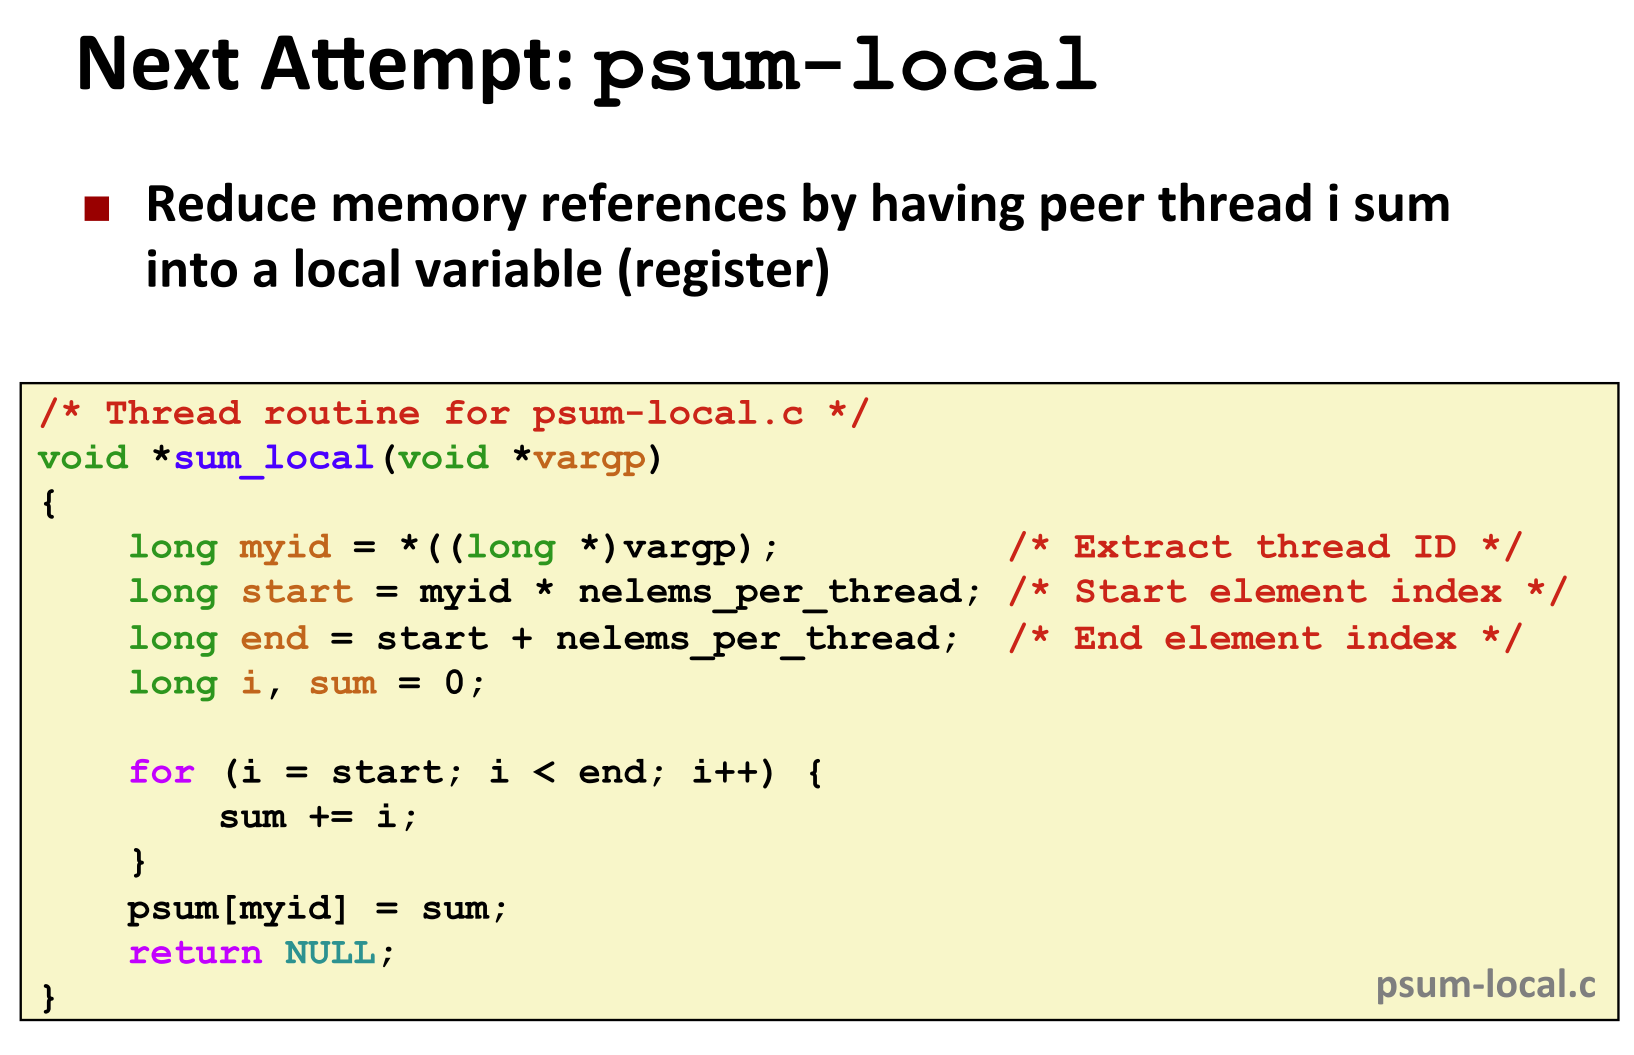 Next Attempt: psum-local
■ Reduce memory references by having peer thread i sum
into a local variable (register)
/* Thread routine for psum-local.c */
void *sum_local(void *vargp)
{
    long myid = *((long *)vargp);          /* Extract thread ID */
    long start = myid * nelems_per_thread; /* Start element index */
    long end = start + nelems_per_thread;  /* End element index */
    long i, sum = 0;

    for (i = start; i < end; i++) {
        sum += i;
    }
    psum[myid] = sum;
    return NULL;
}
psum-local.c